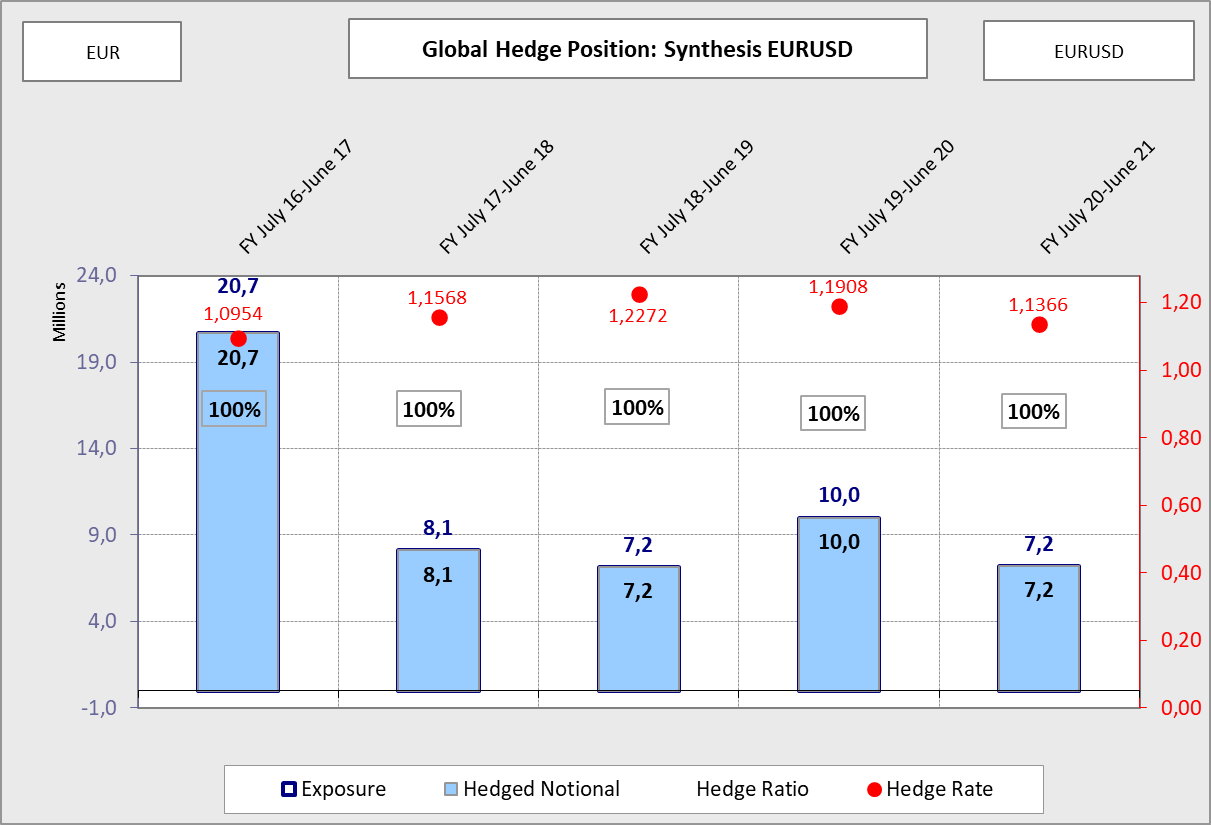 EUR
Global Hedge Position: Synthesis EURUSD
EURUSD
FY July 16-June 17
FY July 17-June 18
FY July 18-June 19
FY July 19-June 20
FY July 20-June 21
Millions
24,0
19,0
14,0
9,0
4,0
-1,0
20,7
1,0954
20,7
100%
1,1568
100%
8,1
8,1
1,2272
100%
7,2
7,2
1,1908
100%
10,0
10,0
1,1366
100%
7,2
7,2
1,20
1,00
0,80
0,60
0,40
0,20
0,00
Exposure
Hedged Notional
Hedge Ratio
Hedge Rate